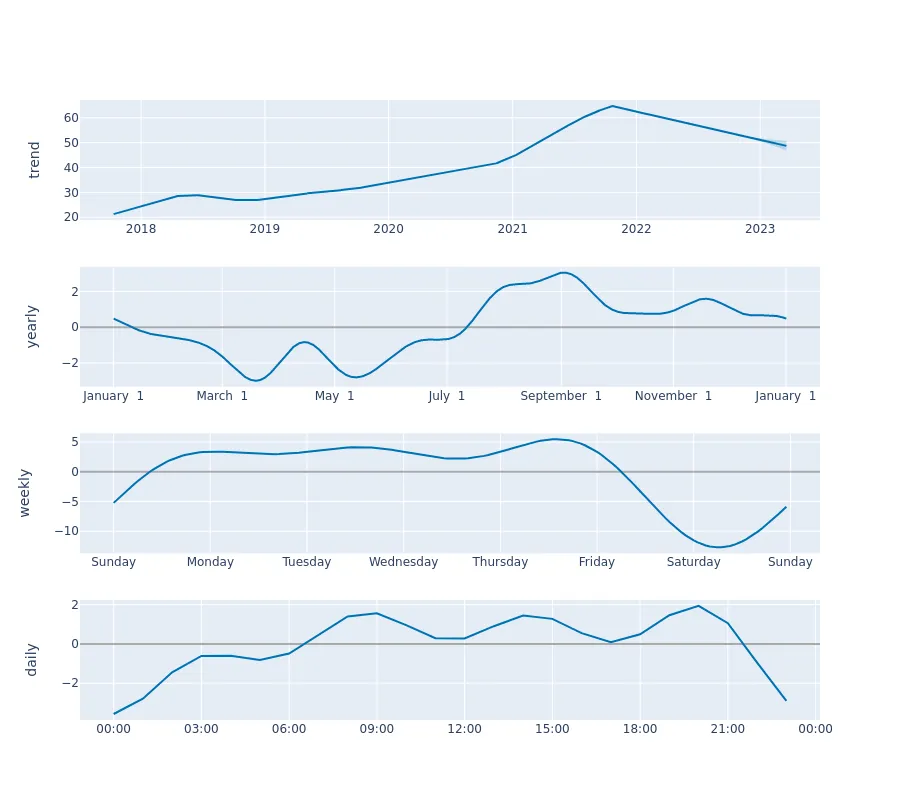 trend
60
50
40
30
20
2018 2019 2020 2021 2022 2023
yearly
2
0
−2
January 1 March 1 May 1 July 1 September 1 November 1 January 1
weekly
5
0
−5
−10
Sunday Monday Tuesday Wednesday Thursday Friday Saturday Sunday
daily
2
0
−2
00:00 03:00 06:00 09:00 12:00 15:00 18:00 21:00 00:00